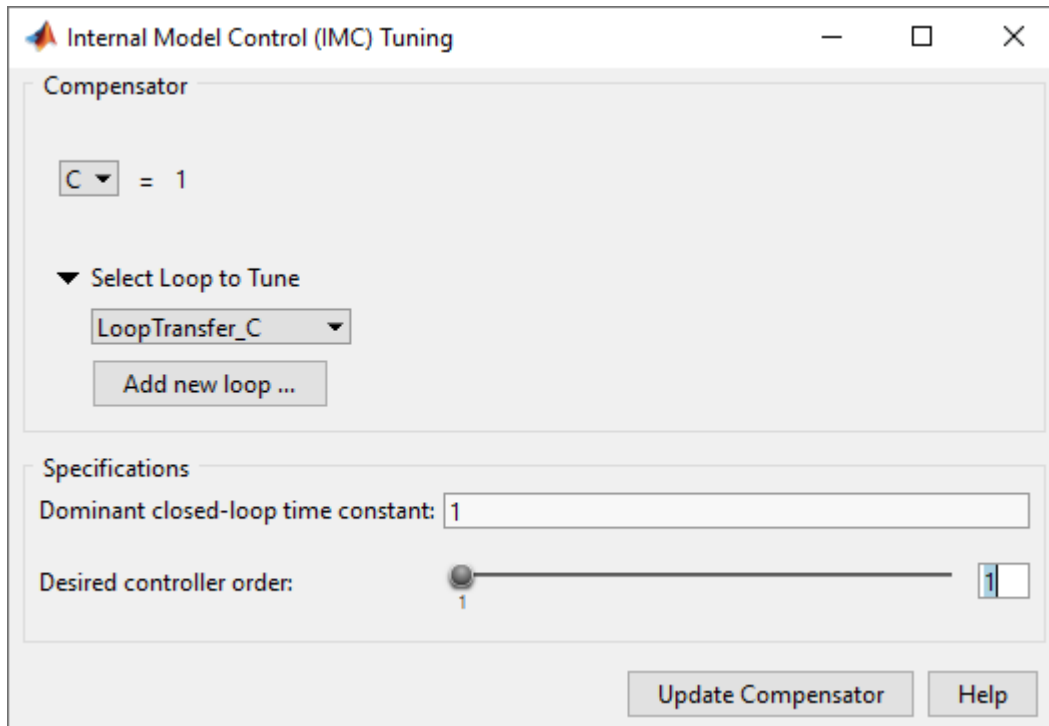 Internal Model Control (IMC) Tuning
Compensator
C = 1
Select Loop to Tune
LoopTransfer_C
Add new loop ...
Specifications
Dominant closed-loop time constant: 1
Desired controller order: 1
1
Update Compensator Help